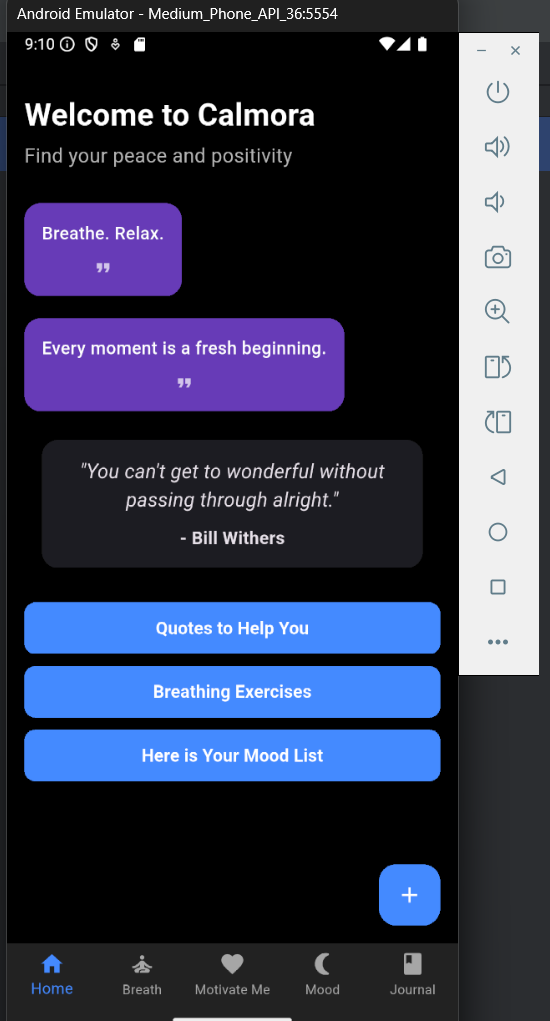 Android Emulator - Medium_Phone_API_36:5554
9:10
Welcome to Calmora
Find your peace and positivity
Breathe. Relax.
”
Every moment is a fresh beginning.
”
"You can't get to wonderful without
passing through alright."
- Bill Withers
Quotes to Help You
Breathing Exercises
Here is Your Mood List
+
Home
Breath
Motivate Me
Mood
Journal